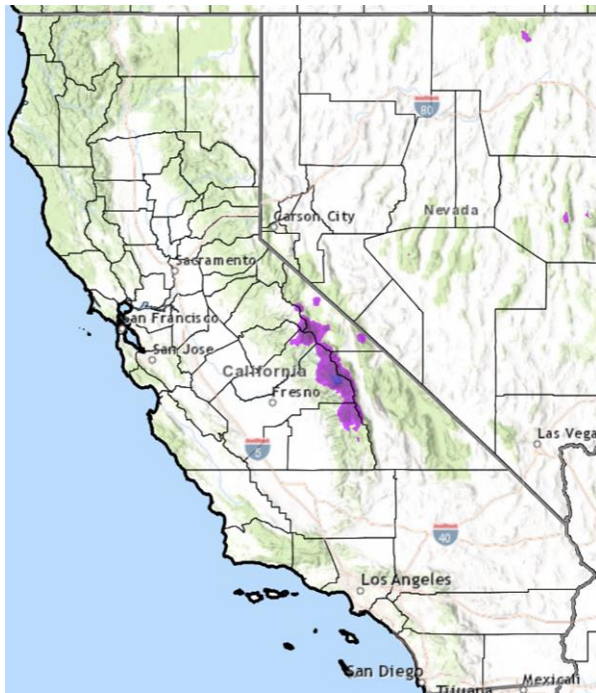 80
Nevada
Carson City
Sacramento
San Francisco
San Jose
California
Fresno
Las Vega
5
40
Los Angeles
San Diego
Tijuana
Mexicali